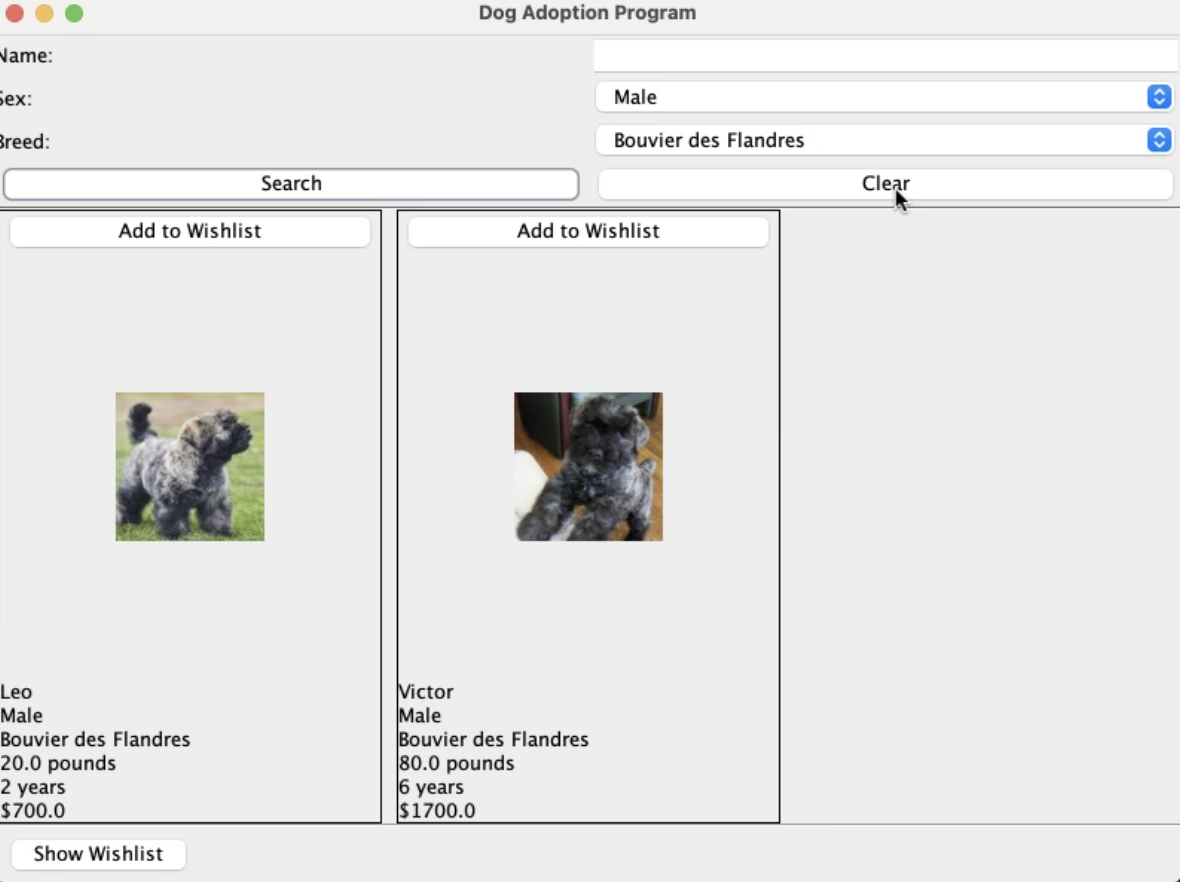 Dog Adoption Program
Name:
Sex:
Male
Breed:
Bouvier des Flandres
Search
Clear
Add to Wishlist
Add to Wishlist
Leo
Male
Bouvier des Flandres
20.0 pounds
2 years
$700.0
Victor
Male
Bouvier des Flandres
80.0 pounds
6 years
$1700.0
Show Wishlist